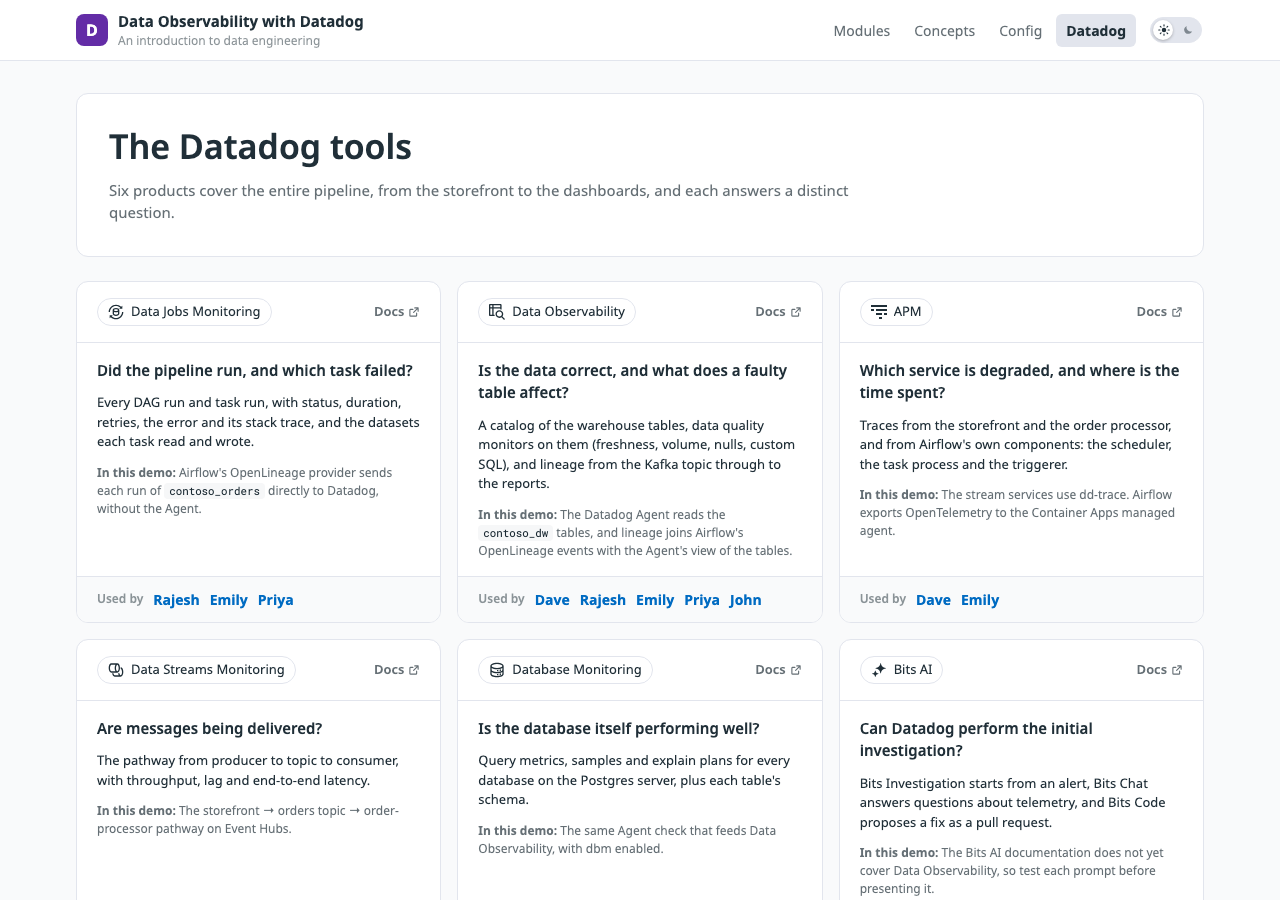 D
Data Observability with Datadog
An introduction to data engineering
Modules
Concepts
Config
Datadog
The Datadog tools
Six products cover the entire pipeline, from the storefront to the dashboards, and each answers a distinct
question.
Data Jobs Monitoring
Docs
Did the pipeline run, and which task failed?
Every DAG run and task run, with status, duration,
retries, the error and its stack trace, and the datasets
each task read and wrote.
In this demo: Airflow's OpenLineage provider sends
each run of contoso_orders directly to Datadog,
without the Agent.
Used by Rajesh Emily Priya
Data Observability
Docs
Is the data correct, and what does a faulty
table affect?
A catalog of the warehouse tables, data quality
monitors on them (freshness, volume, nulls, custom
SQL), and lineage from the Kafka topic through to
the reports.
In this demo: The Datadog Agent reads the
contoso_dw tables, and lineage joins Airflow's
OpenLineage events with the Agent's view of the tables.
Used by Dave Rajesh Emily Priya John
APM
Docs
Which service is degraded, and where is the
time spent?
Traces from the storefront and the order processor,
and from Airflow's own components: the scheduler,
the task process and the triggerer.
In this demo: The stream services use dd-trace. Airflow
exports OpenTelemetry to the Container Apps managed
agent.
Used by Dave Emily
Data Streams Monitoring
Docs
Are messages being delivered?
The pathway from producer to topic to consumer,
with throughput, lag and end-to-end latency.
In this demo: The storefront → orders topic → order-
processor pathway on Event Hubs.
Database Monitoring
Docs
Is the database itself performing well?
Query metrics, samples and explain plans for every
database on the Postgres server, plus each table's
schema.
In this demo: The same Agent check that feeds Data
Observability, with dbm enabled.
Bits AI
Docs
Can Datadog perform the initial
investigation?
Bits Investigation starts from an alert, Bits Chat
answers questions about telemetry, and Bits Code
proposes a fix as a pull request.
In this demo: The Bits AI documentation does not yet
cover Data Observability, so test each prompt before
presenting it.